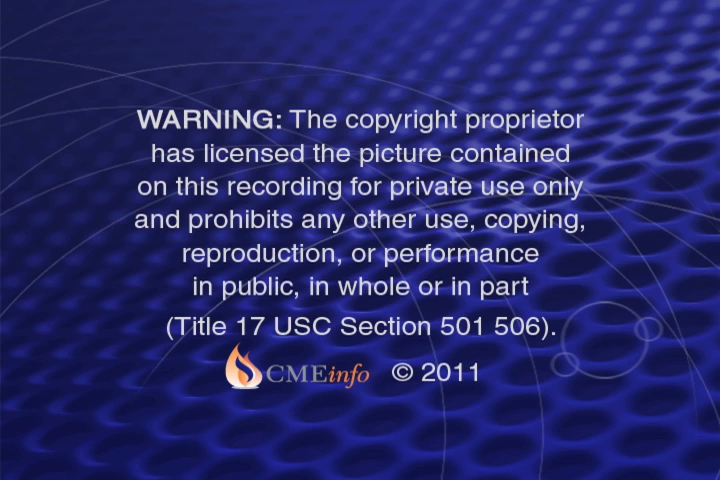 WARNING: The copyright proprietor
has licensed the picture contained
on this recording for private use only
and prohibits any other use, copying,
reproduction, or performance
in public, in whole or in part
(Title 17 USC Section 501 506).
CMEinfo © 2011